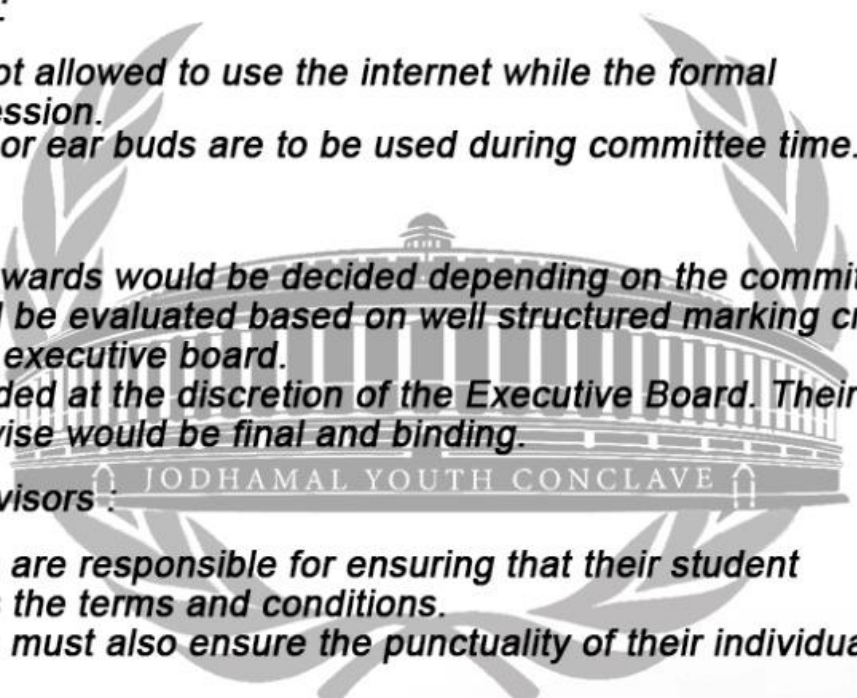 ot allowed to use the internet while the formal
ession.
or ear buds are to be used during committee time.
wards would be decided depending on the commit
be evaluated based on well structured marking cr
executive board.
ded at the discretion of the Executive Board. Their
wise would be final and binding.
JODHAMAL YOUTH CONCLAVE
visors :
are responsible for ensuring that their student
the terms and conditions.
must also ensure the punctuality of their individua